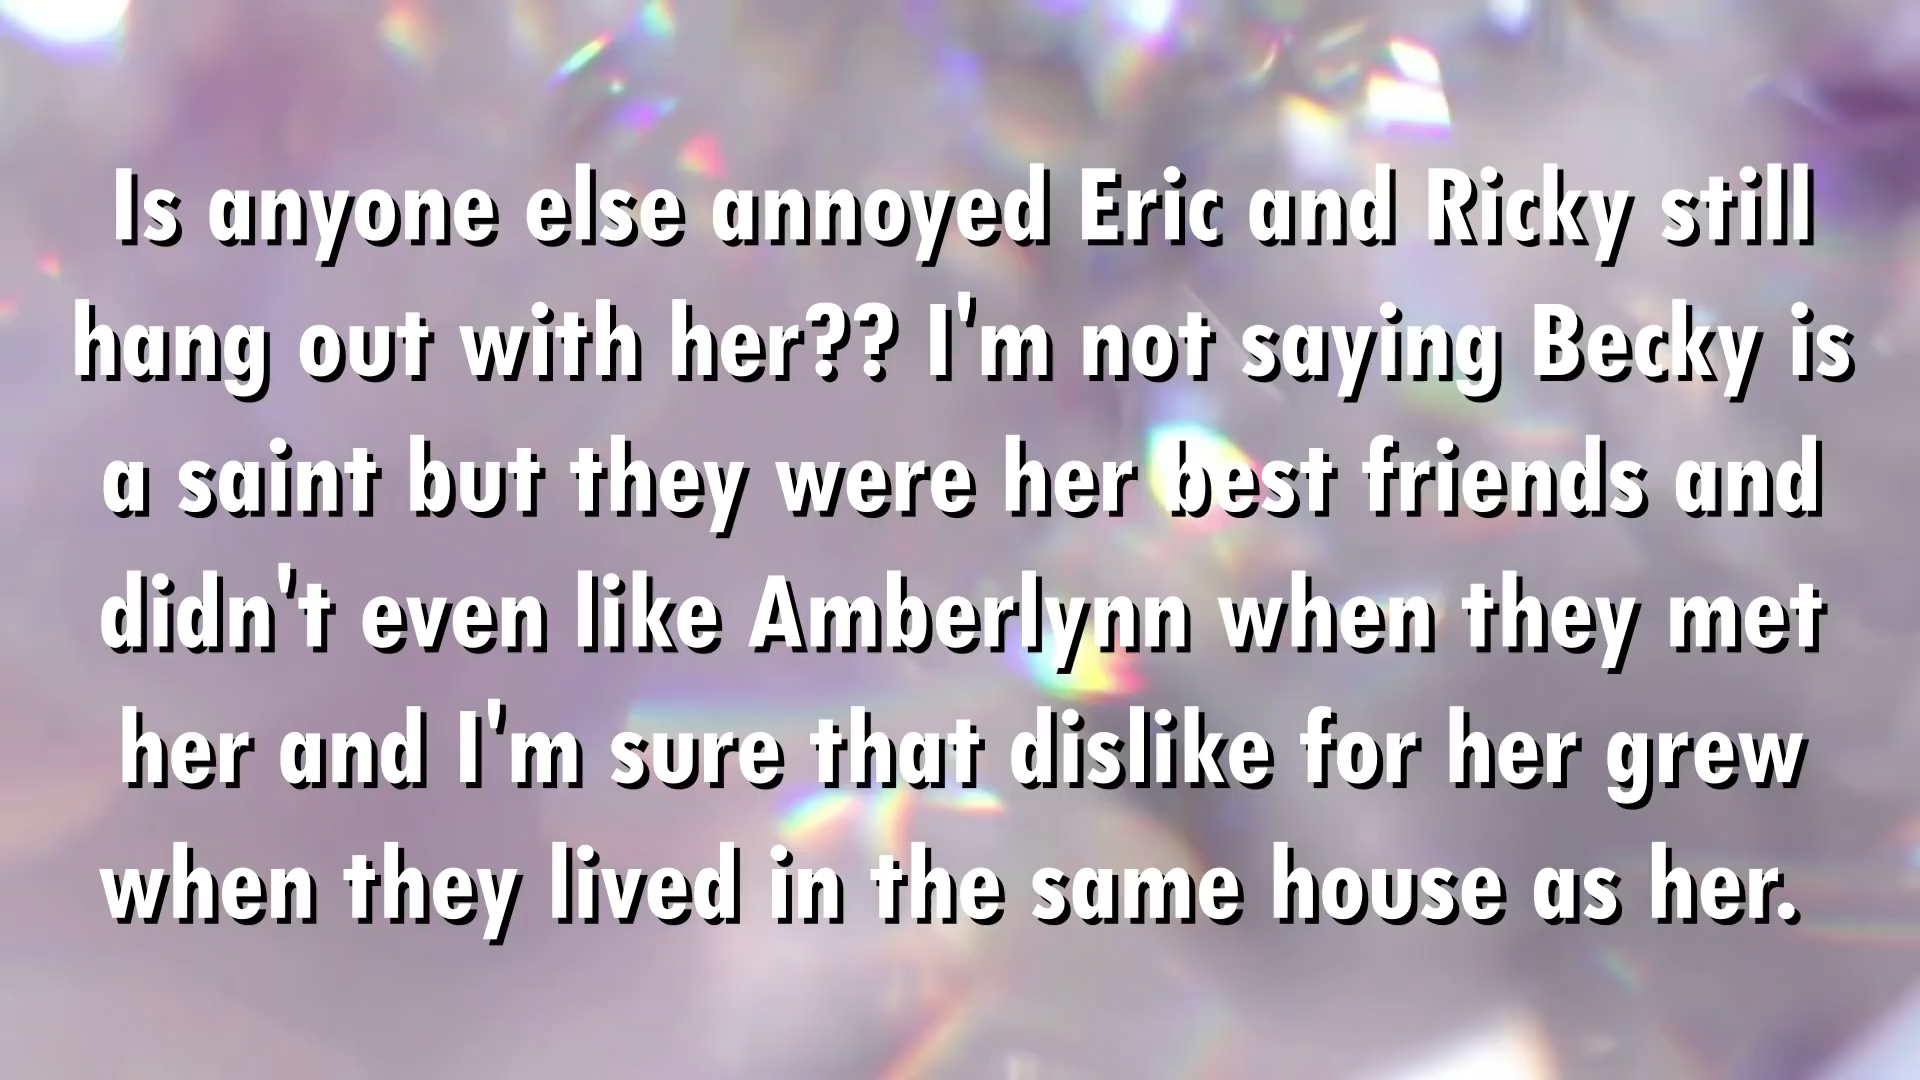 Is anyone else annoyed Eric and Ricky still
hang out with her?? I'm not saying Becky is
a saint but they were her best friends and
didn't even like Amberlynn when they met
her and I'm sure that dislike for her grew
when they lived in the same house as her.